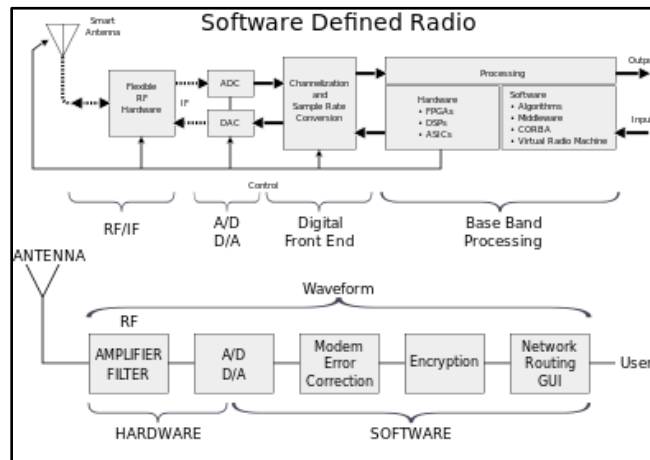 Software Defined Radio
Smart
Antenna
Flexible
RF
Hardware
IF
ADC
DAC
Channelization
and
Sample Rate
Conversion
Processing
Hardware
• FPGAs
• DSPs
• ASICs
Software
• Algorithms
• Middleware
• CORBA
• Virtual Radio Machine
Outpu
Input
Control
RF/IF
A/D
D/A
Digital
Front End
Base Band
Processing
ANTENNA
Waveform
RF
AMPLIFIER
FILTER
A/D
D/A
Modem
Error
Correction
Encryption
Network
Routing
GUI
User
HARDWARE
SOFTWARE